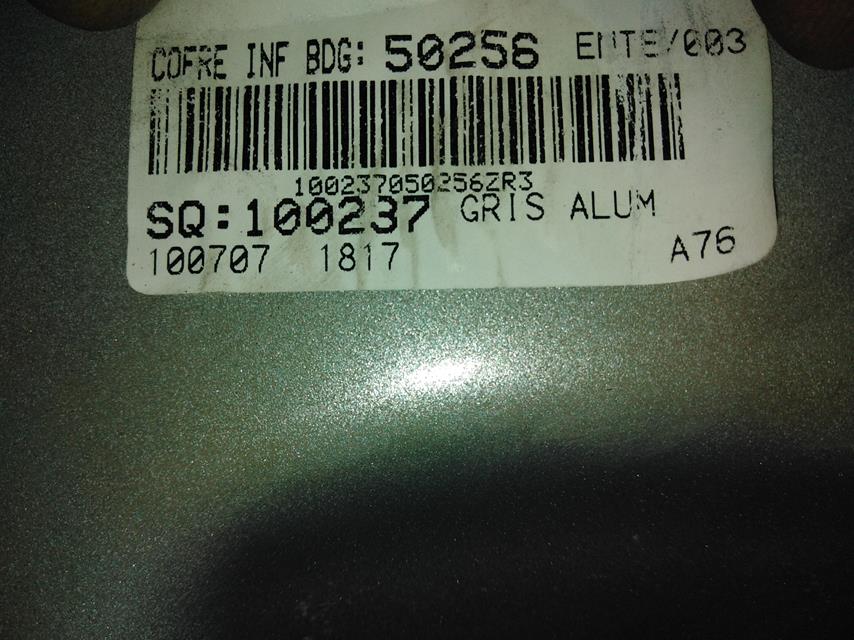 COFRE INF BDG: 50256 ENTE/003
100237050256ZR3
SQ:100237 GRIS ALUM
100707 1817 A76